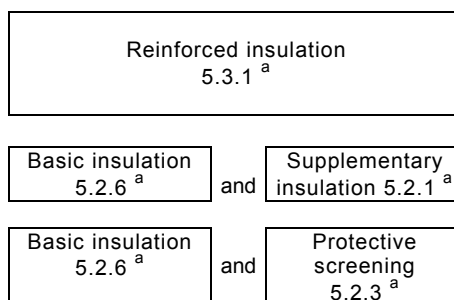 Reinforced insulation
5.3.1 a
Basic insulation
5.2.6 a
and
Supplementary
insulation 5.2.1 a
Basic insulation
5.2.6 a
and
Protective
screening
5.2.3 a